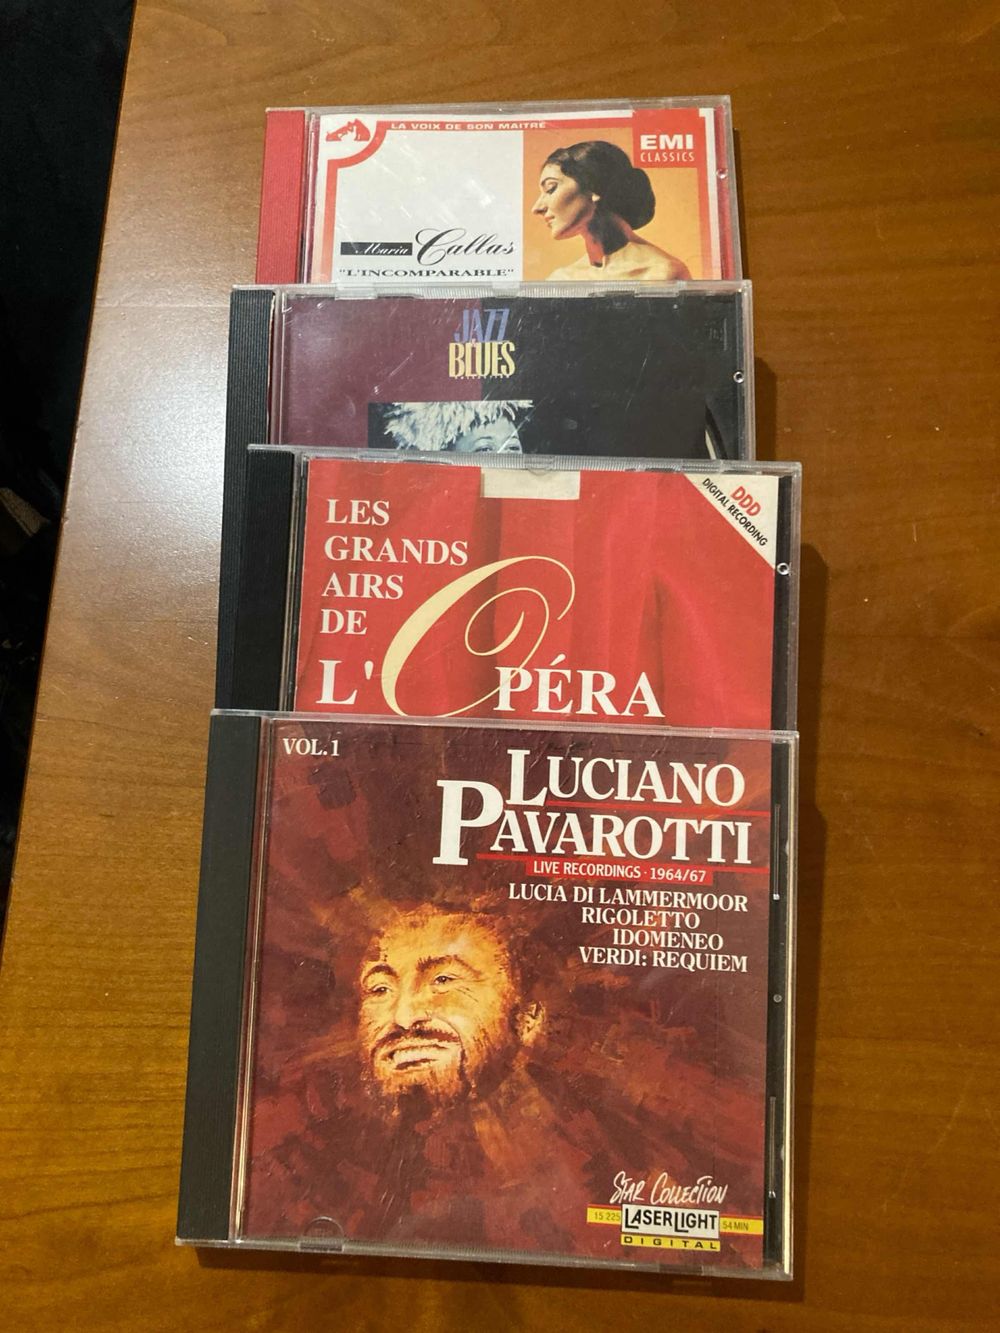 LA VOIX DE SON MAITRE
EMI
CLASSICS
Maria Callas
"L'INCOMPARABLE"
JAZZ
BLUES
LES
GRANDS
AIRS
DE
L'OPÉRA
DDD
DIGITAL RECORDING
VOL.1
LUCIANO
PAVAROTTI
LIVE RECORDINGS · 1964/67
LUCIA DI LAMMERMOOR
RIGOLETTO
IDOMENEO
VERDI: REQUIEM
STAR COLLECTION
15 225 LASERLIGHT 54 MIN
DIGITAL